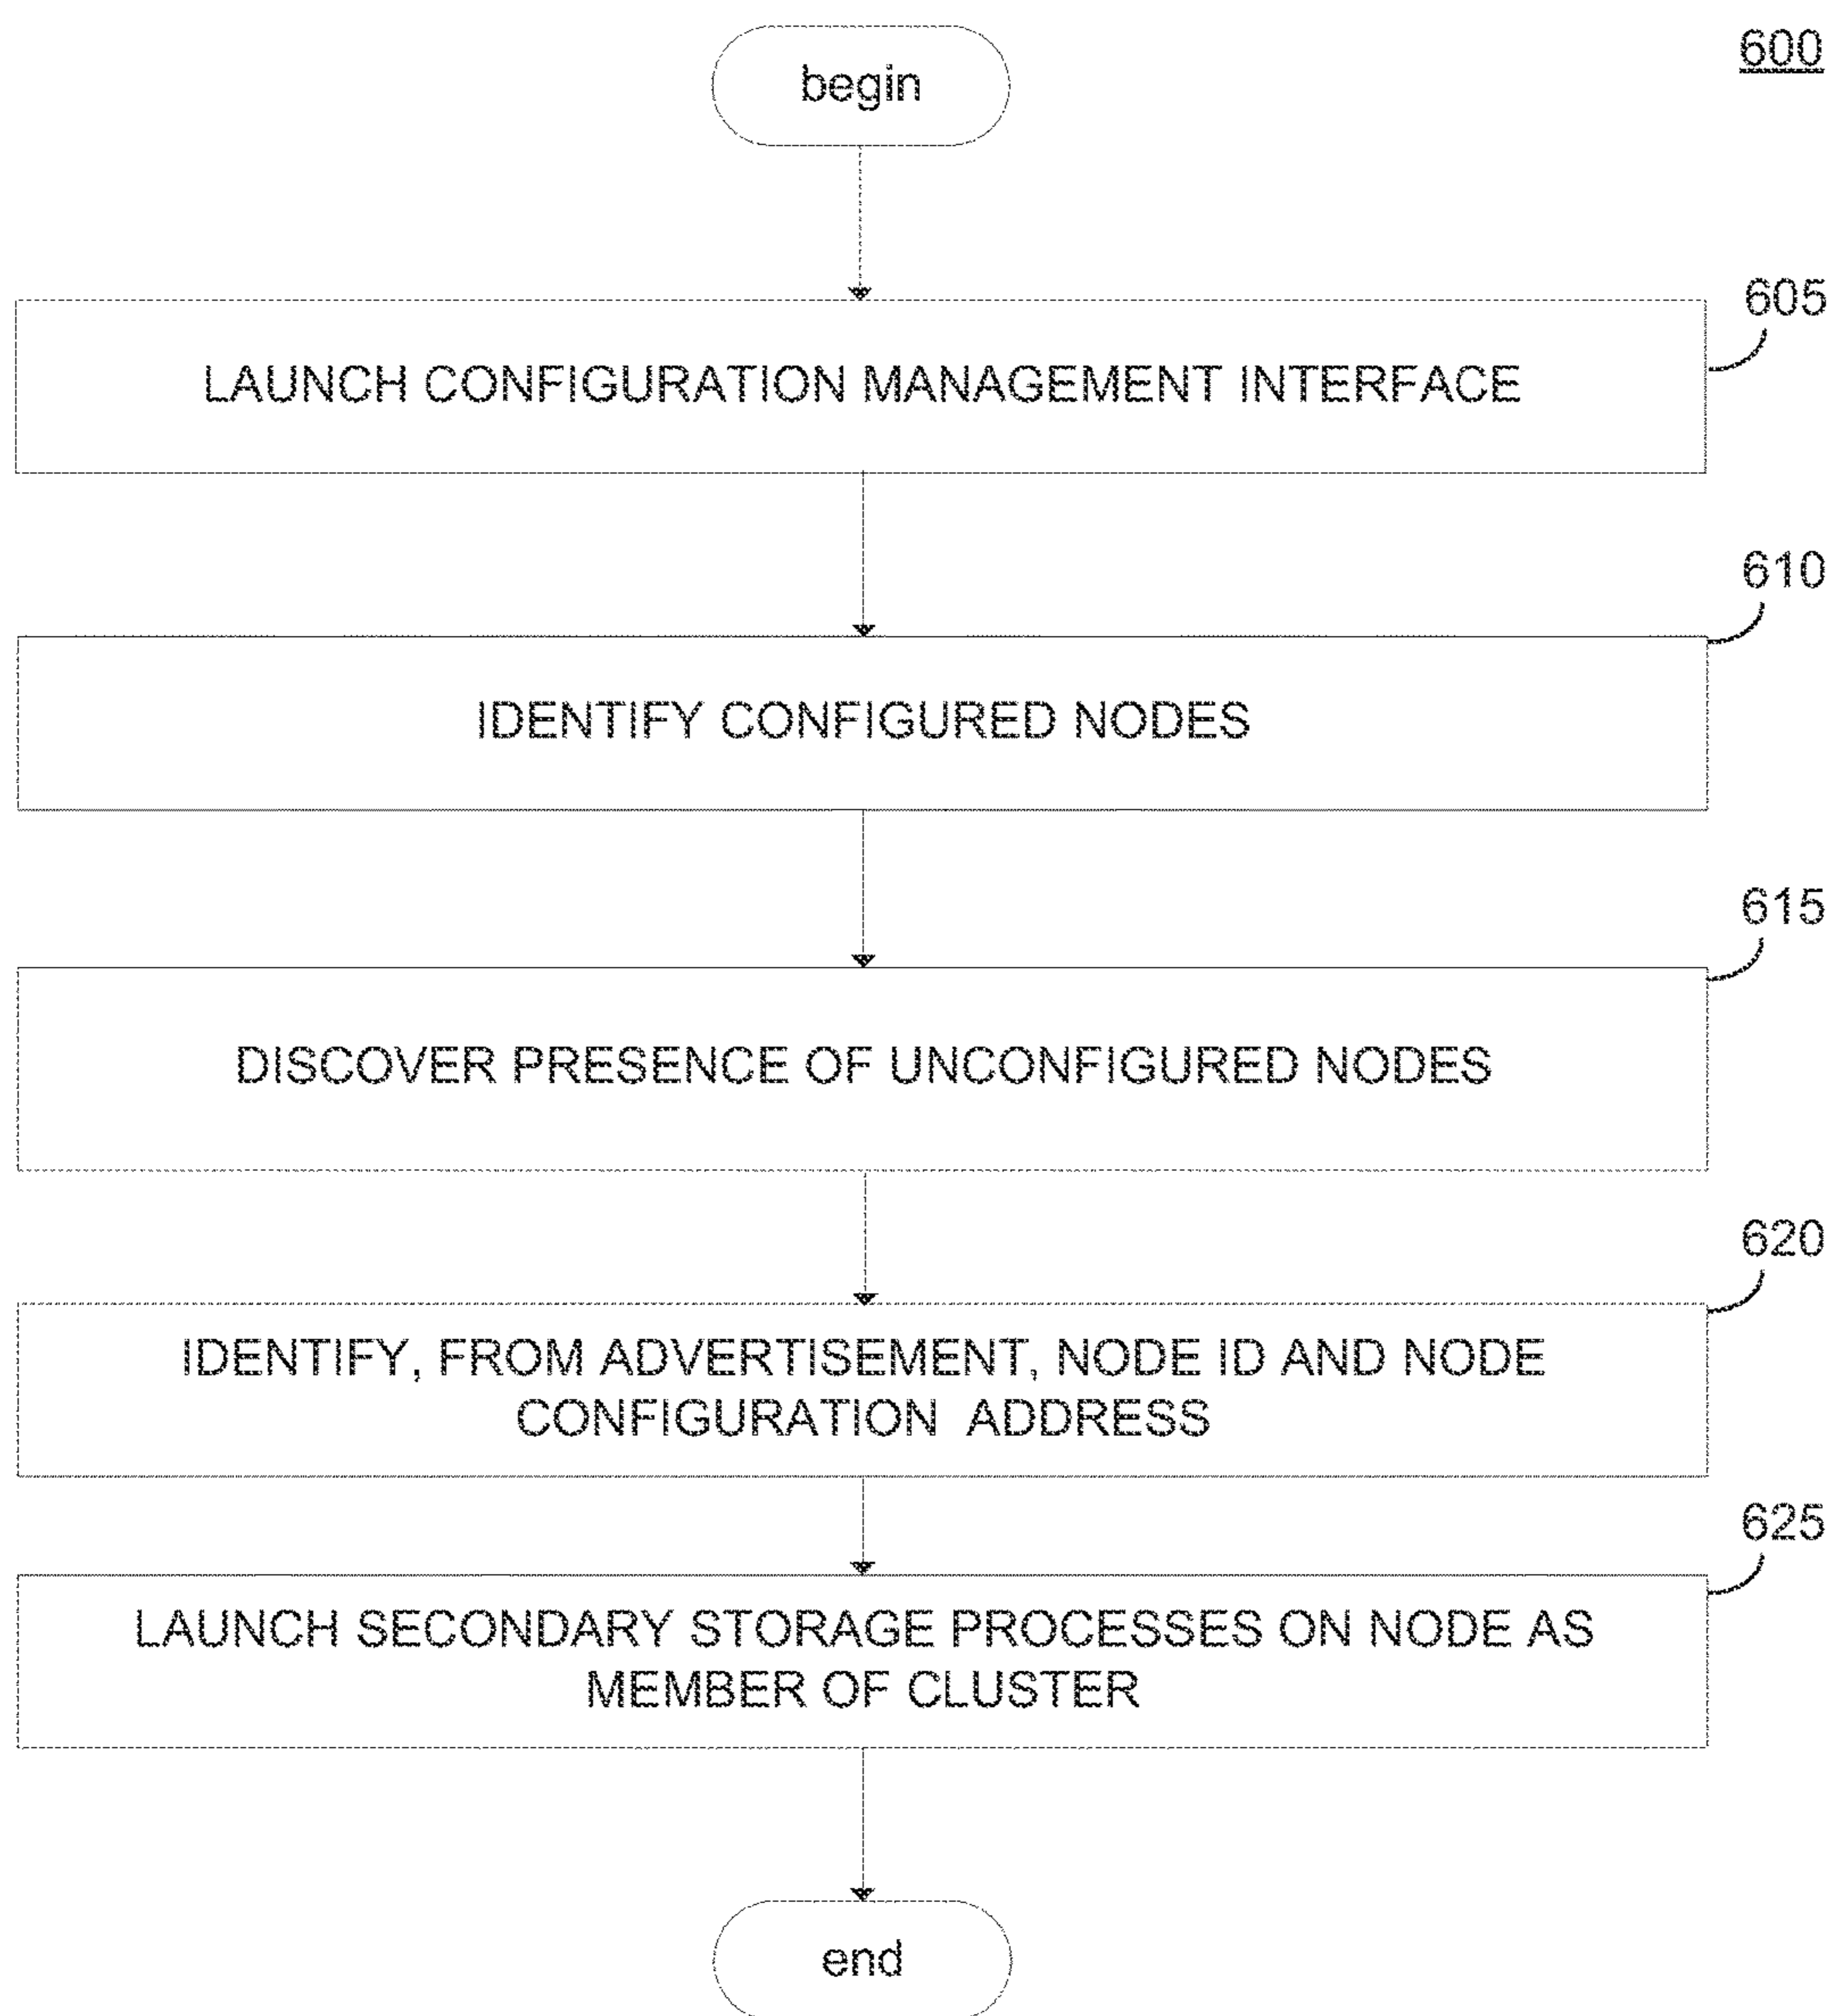 600
begin
605
LAUNCH CONFIGURATION MANAGEMENT INTERFACE
610
IDENTIFY CONFIGURED NODES
615
DISCOVER PRESENCE OF UNCONFIGURED NODES
620
IDENTIFY, FROM ADVERTISEMENT, NODE ID AND NODE
CONFIGURATION ADDRESS
625
LAUNCH SECONDARY STORAGE PROCESSES ON NODE AS
MEMBER OF CLUSTER
end